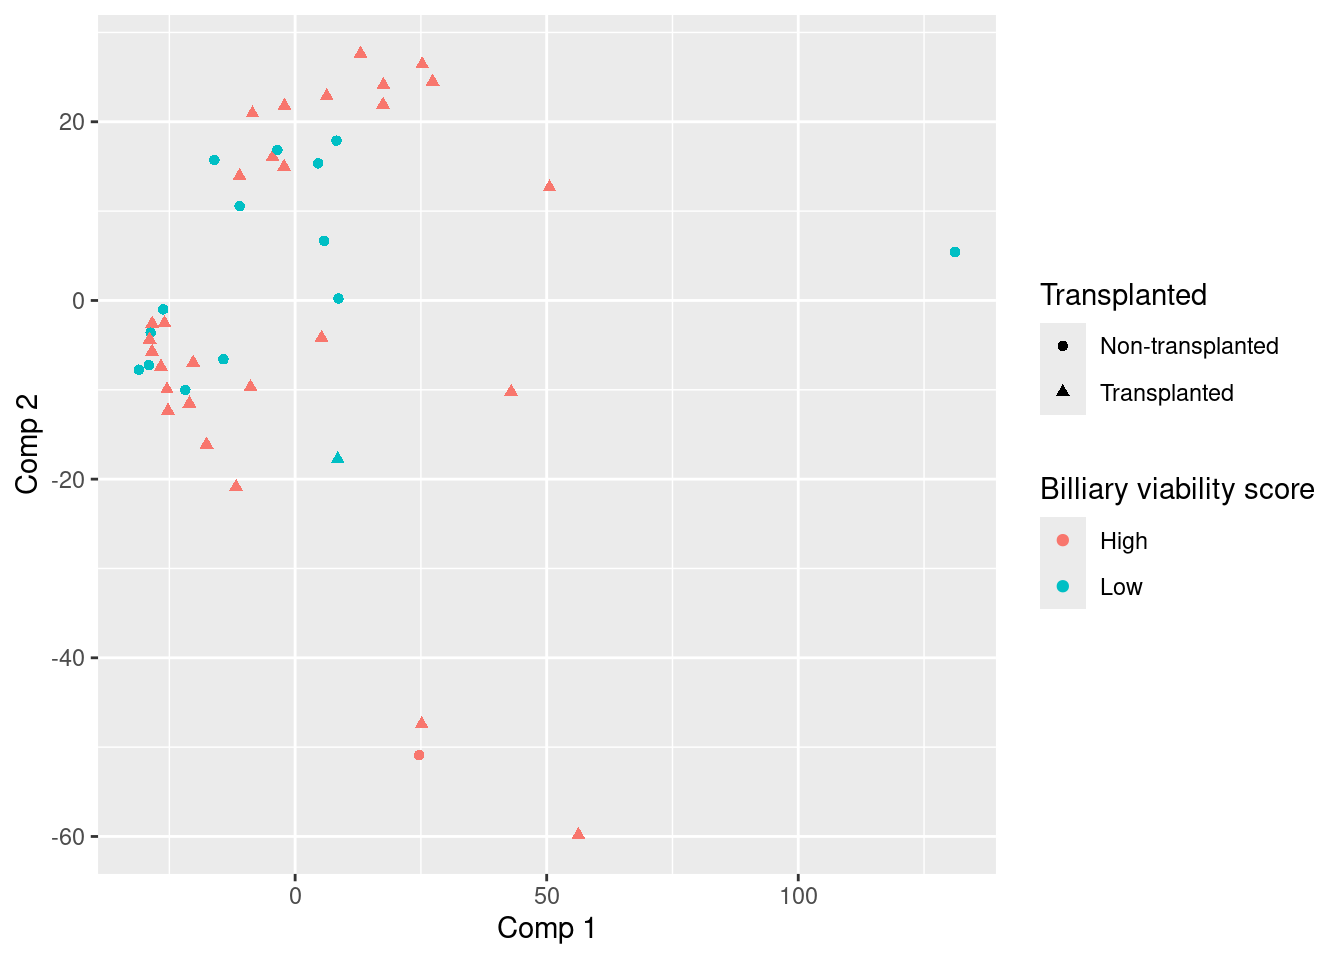 20
0
-20
-40
-60
Comp 2
0
50
100
Comp 1
Transplanted
Non-transplanted
Transplanted
Billiary viability score
High
Low